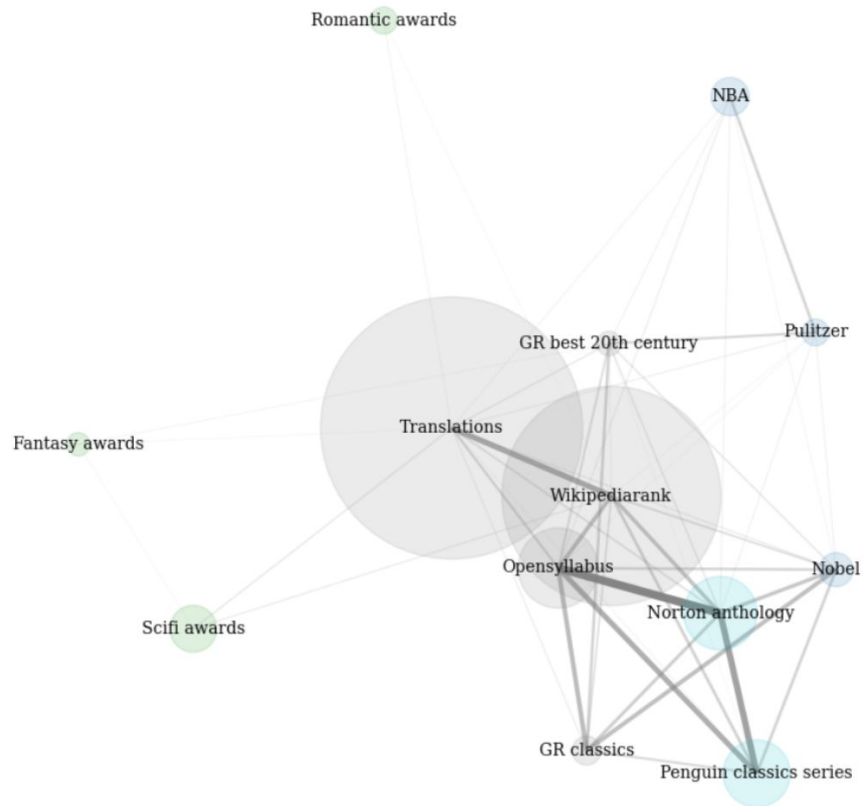 Romantic awards
NBA
Pulitzer
GR best 20th century
Translations
Fantasy awards
Wikipediarank
Opensyllabus
Nobel
Norton anthology
Scifi awards
GR classics
Penguin classics series